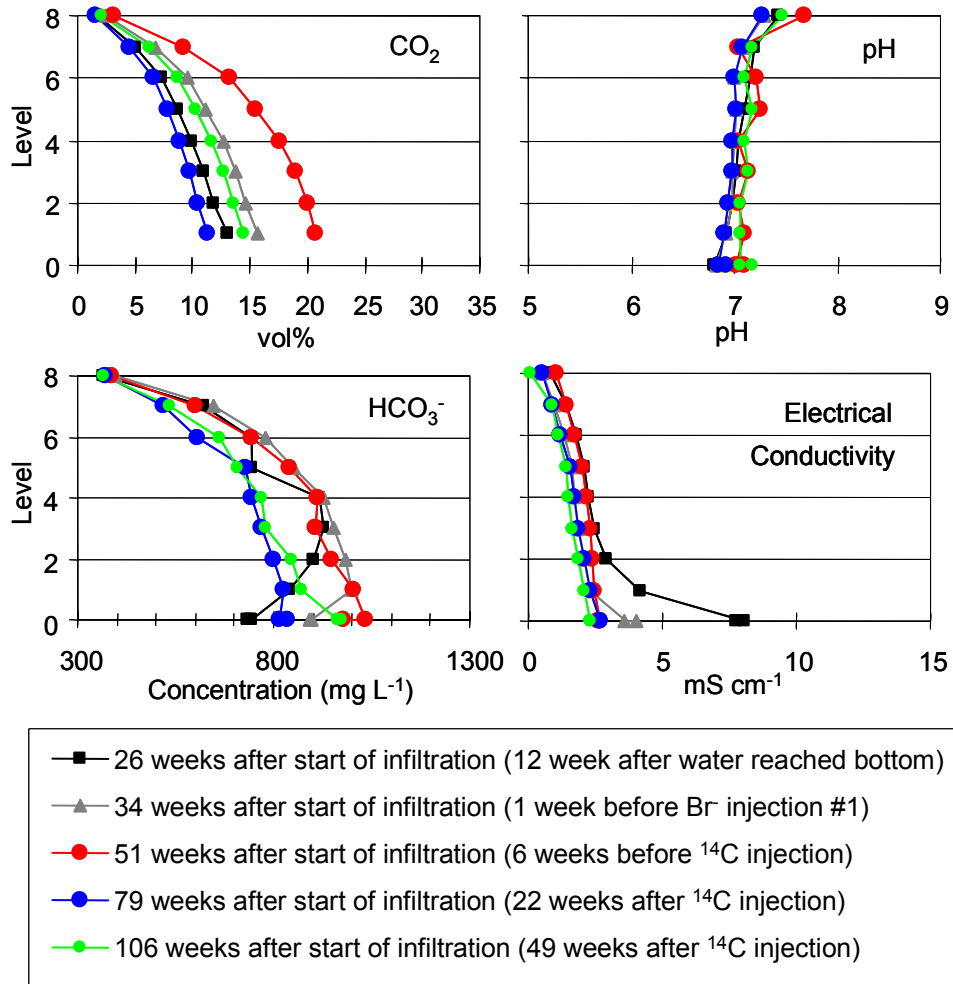 CO2
Level
8
6
4
2
0
0 5 10 15 20 25 30 35
vol%
pH
5 6 7 8 9
pH
HCO3-
Level
8
6
4
2
0
300 800 1300
Concentration (mg L-1)
Electrical
Conductivity
0 5 10 15
mS cm-1
26 weeks after start of infiltration (12 week after water reached bottom)
34 weeks after start of infiltration (1 week before Br- injection #1)
51 weeks after start of infiltration (6 weeks before 14C injection)
79 weeks after start of infiltration (22 weeks after 14C injection)
106 weeks after start of infiltration (49 weeks after 14C injection)